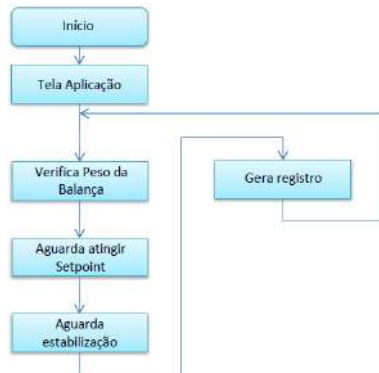 Início
Tela Aplicação
Verifica Peso da
Balança
Gera registro
Aguarda atingir
Setpoint
Aguarda
estabilização